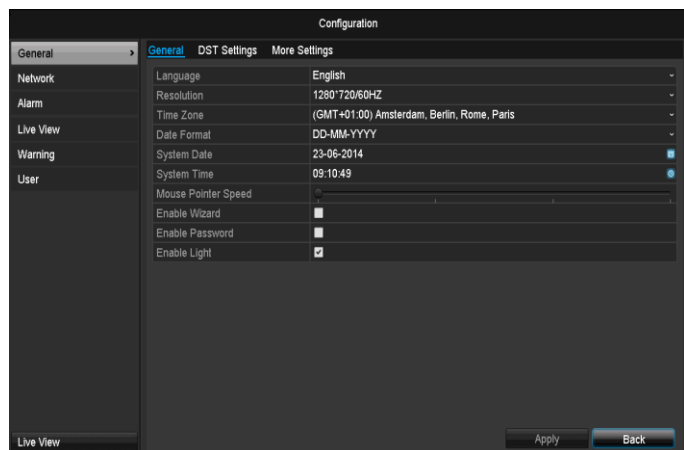 Configuration
General
Network
Alarm
Live View
Warning
User
Live View
General DST Settings More Settings
Language English
Resolution 1280*720/60HZ
Time Zone (GMT+01:00) Amsterdam, Berlin, Rome, Paris
Date Format DD-MM-YYYY
System Date 23-06-2014
System Time 09:10:49
Mouse Pointer Speed
Enable Wizard
Enable Password
Enable Light
Apply Back